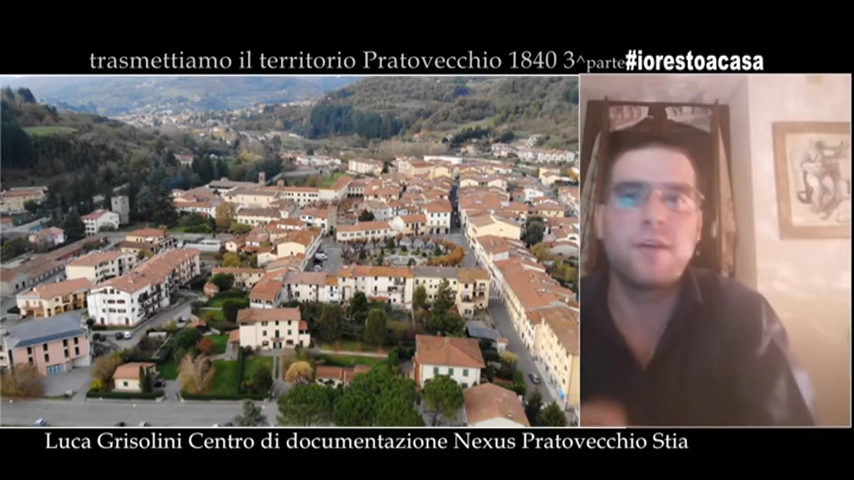 trasmettiamo il territorio Pratovecchio 1840 3^parte#iorestoacasa
Luca Grisolini Centro di documentazione Nexus Pratovecchio Stia